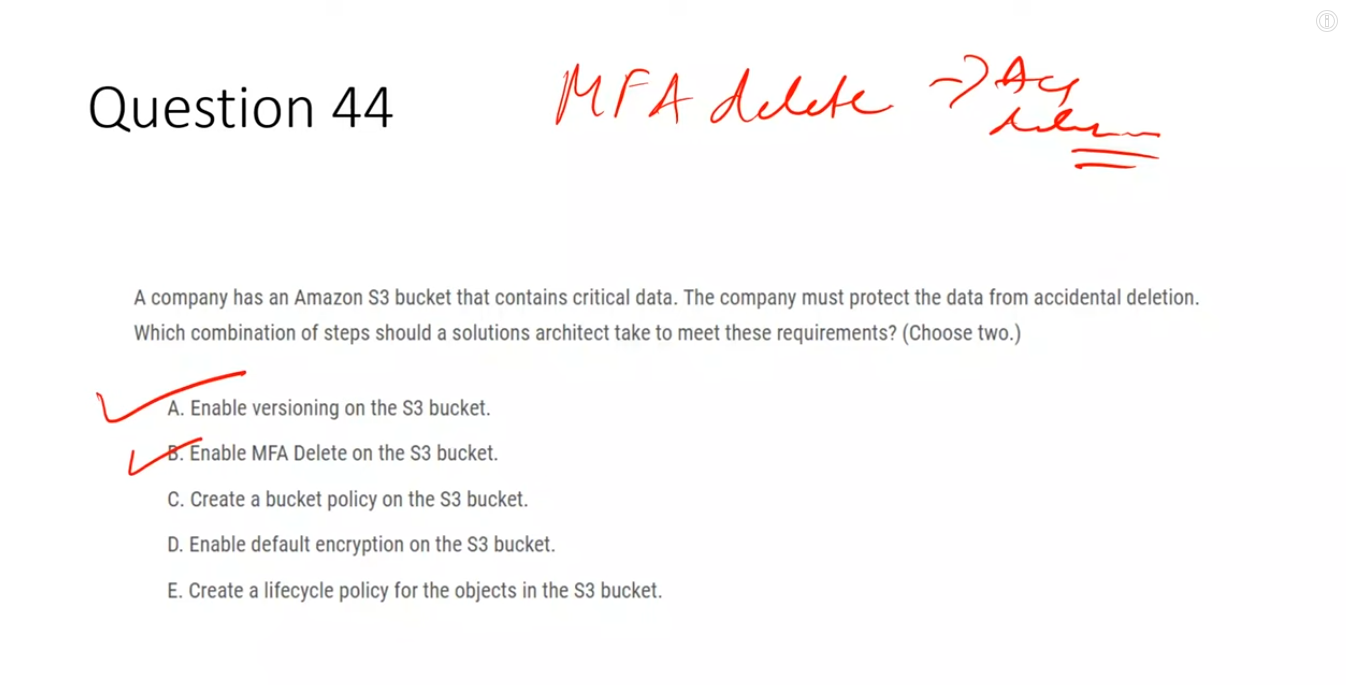 Question 44
MFA delete
A company has an Amazon S3 bucket that contains critical data. The company must protect the data from accidental deletion.
Which combination of steps should a solutions architect take to meet these requirements? (Choose two.)
A. Enable versioning on the S3 bucket.
B. Enable MFA Delete on the S3 bucket.
C. Create a bucket policy on the S3 bucket.
D. Enable default encryption on the S3 bucket.
E. Create a lifecycle policy for the objects in the S3 bucket.